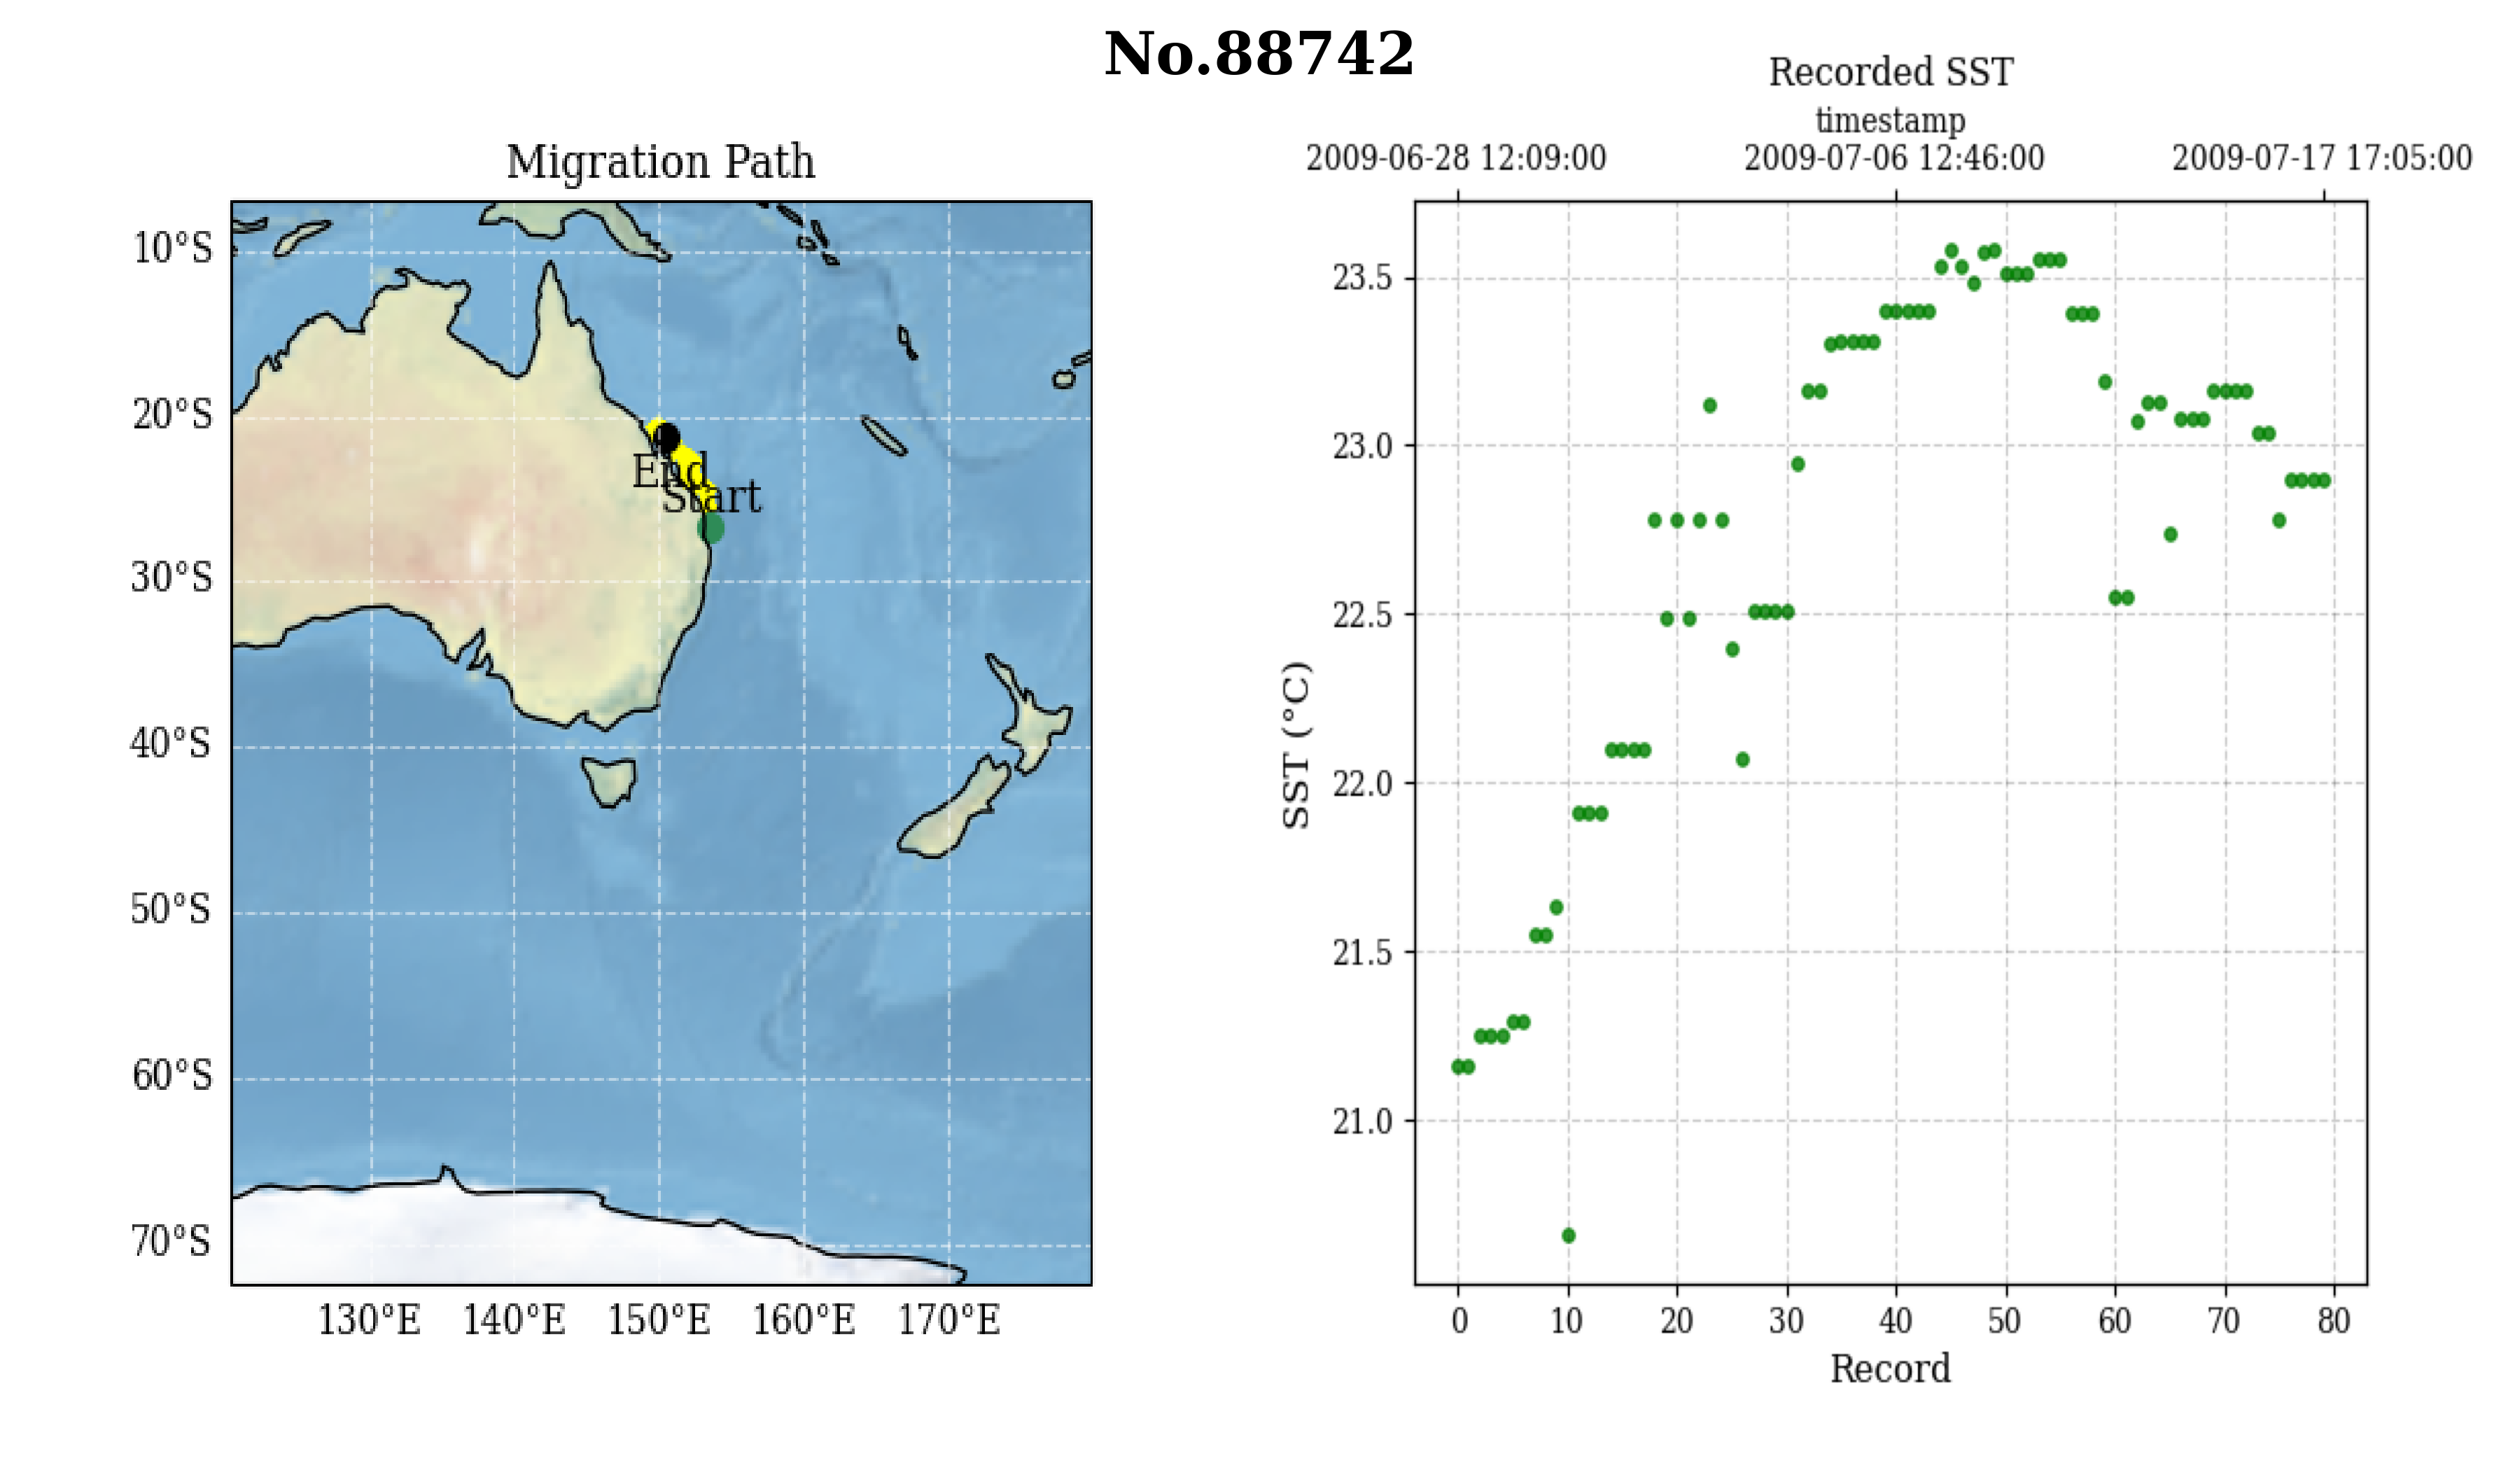 No.88742
Migration Path
10°S
20°S
30°S
40°S
50°S
60°S
70°S
130°E 140°E 150°E 160°E 170°E
End
Start
Recorded SST
timestamp
2009-06-28 12:09:00 2009-07-06 12:46:00 2009-07-17 17:05:00
SST (°C)
23.5
23.0
22.5
22.0
21.5
21.0
0 10 20 30 40 50 60 70 80
Record